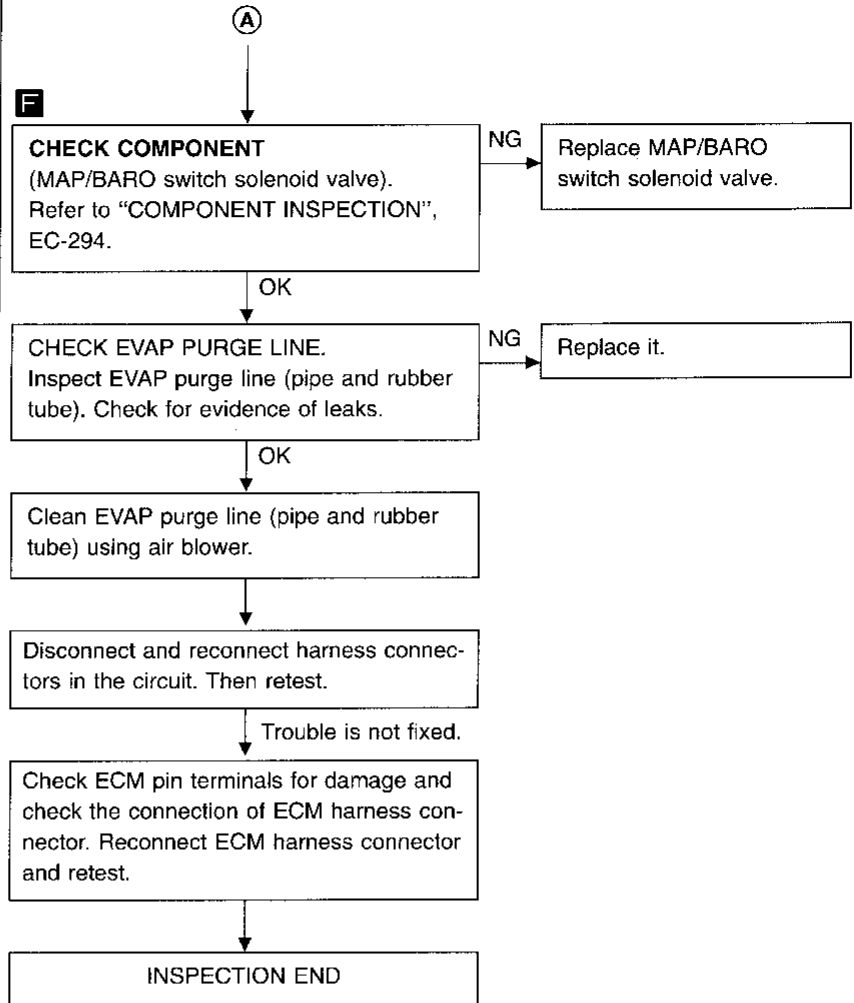 A
F
CHECK COMPONENT
(MAP/BARO switch solenoid valve).
Refer to “COMPONENT INSPECTION”,
EC-294.
NG
Replace MAP/BARO
switch solenoid valve.
OK
CHECK EVAP PURGE LINE.
Inspect EVAP purge line (pipe and rubber
tube). Check for evidence of leaks.
NG
Replace it.
OK
Clean EVAP purge line (pipe and rubber
tube) using air blower.
Disconnect and reconnect harness connec-
tors in the circuit. Then retest.
Trouble is not fixed.
Check ECM pin terminals for damage and
check the connection of ECM harness con-
nector. Reconnect ECM harness connector
and retest.
INSPECTION END